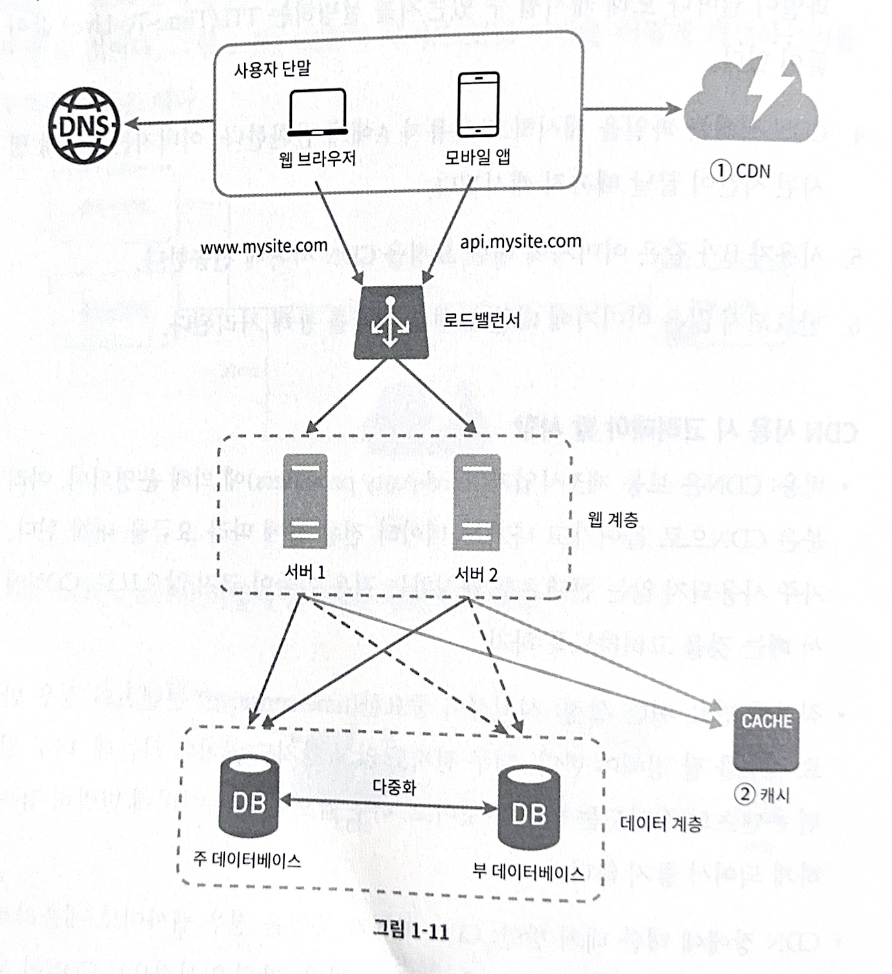 사용자 단말
DNS
웹 브라우저
모바일 앱
① CDN
www.mysite.com
api.mysite.com
로드밸런서
웹 계층
서버 1
서버 2
CACHE
② 캐시
DB
다중화
DB
데이터 계층
주 데이터베이스
부 데이터베이스
그림 1-11